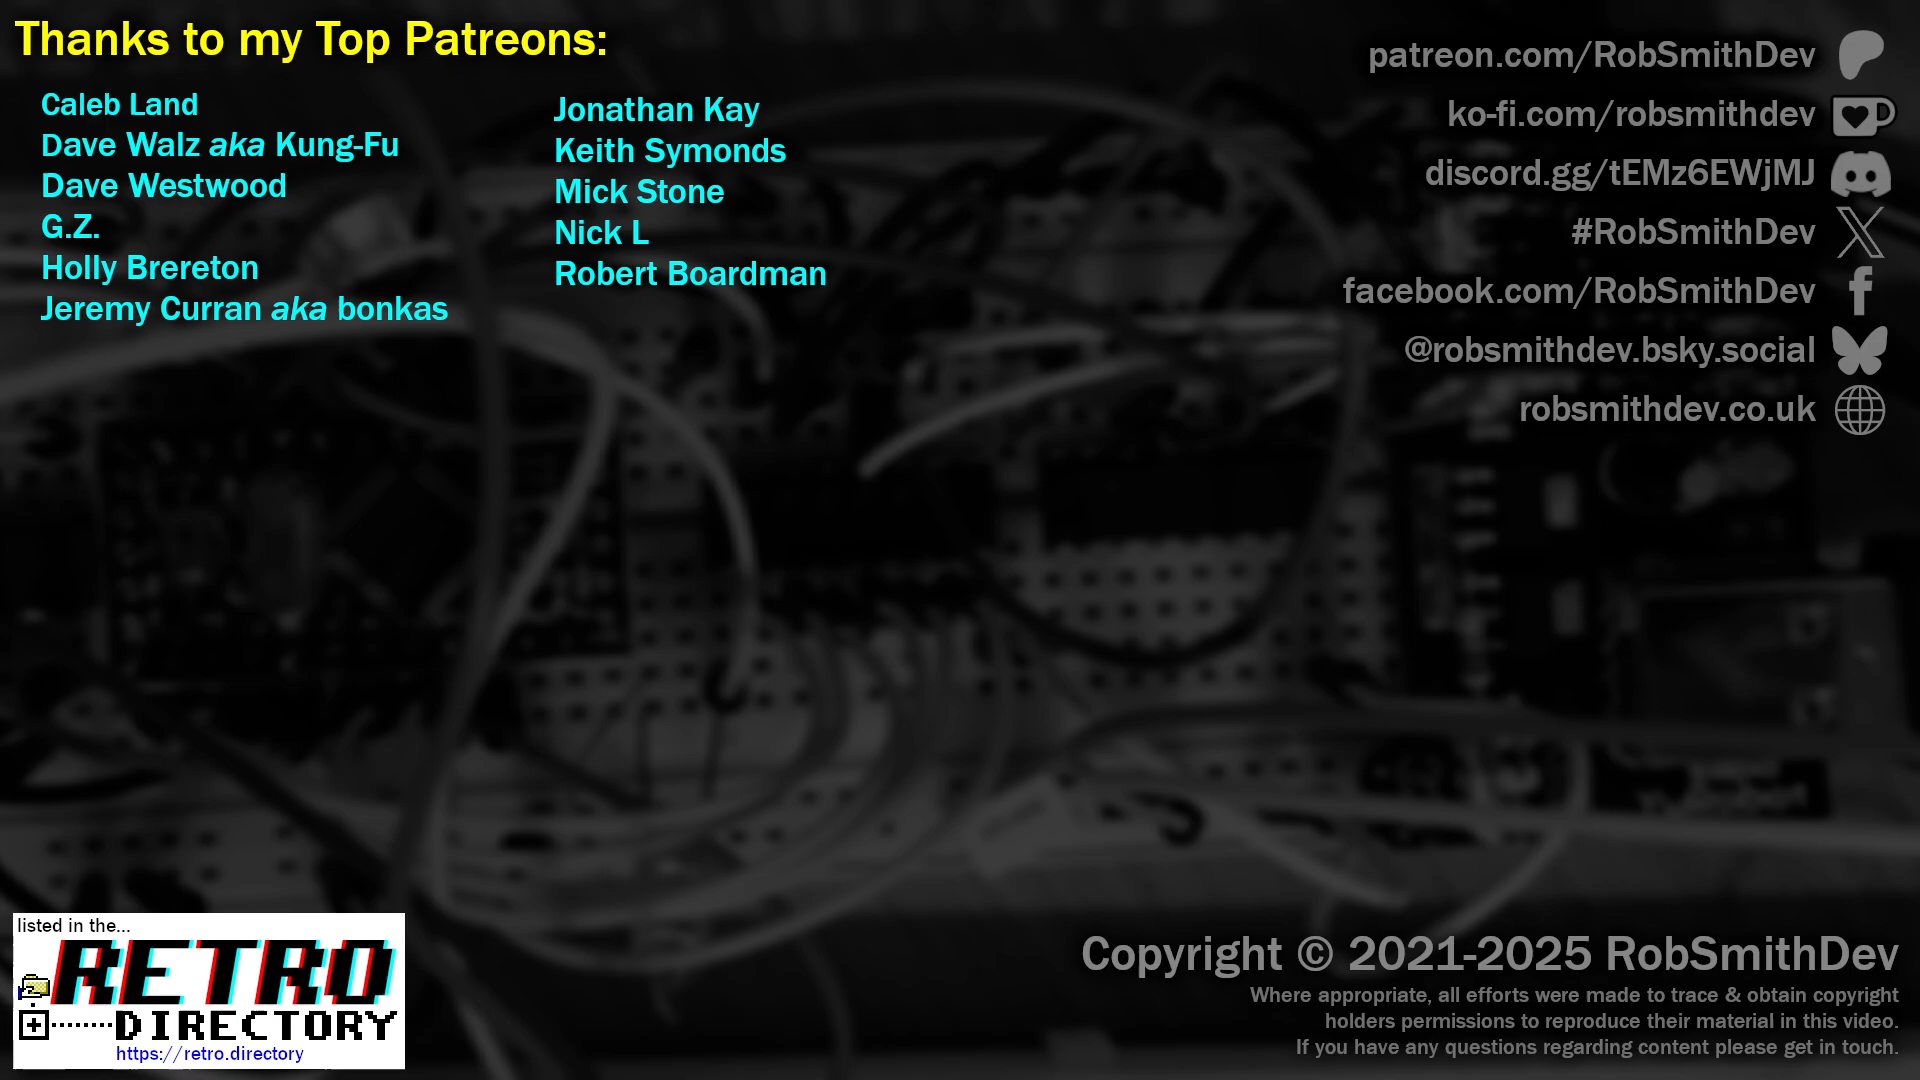 Thanks to my Top Patreons:
Caleb Land
Dave Walz aka Kung-Fu
Dave Westwood
G.Z.
Holly Brereton
Jeremy Curran aka bonkas
Jonathan Kay
Keith Symonds
Mick Stone
Nick L
Robert Boardman
patreon.com/RobSmithDev
ko-fi.com/robsmithdev
discord.gg/tEMz6EWjMJ
#RobSmithDev
facebook.com/RobSmithDev
@robsmithdev.bsky.social
robsmithdev.co.uk
listed in the...
RETRO
DIRECTORY
https://retro.directory
Copyright © 2021-2025 RobSmithDev
Where appropriate, all efforts were made to trace & obtain copyright
holders permissions to reproduce their material in this video.
If you have any questions regarding content please get in touch.